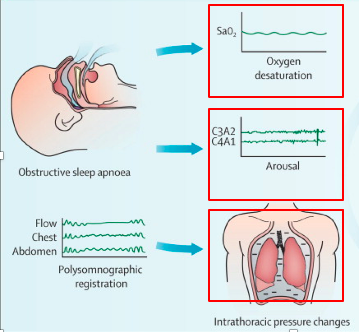 SaO2
Oxygen
desaturation
C3A2
C4A1
Arousal
Obstructive sleep apnoea
Flow
Chest
Abdomen
Polysomnographic
registration
Intrathoracic pressure changes